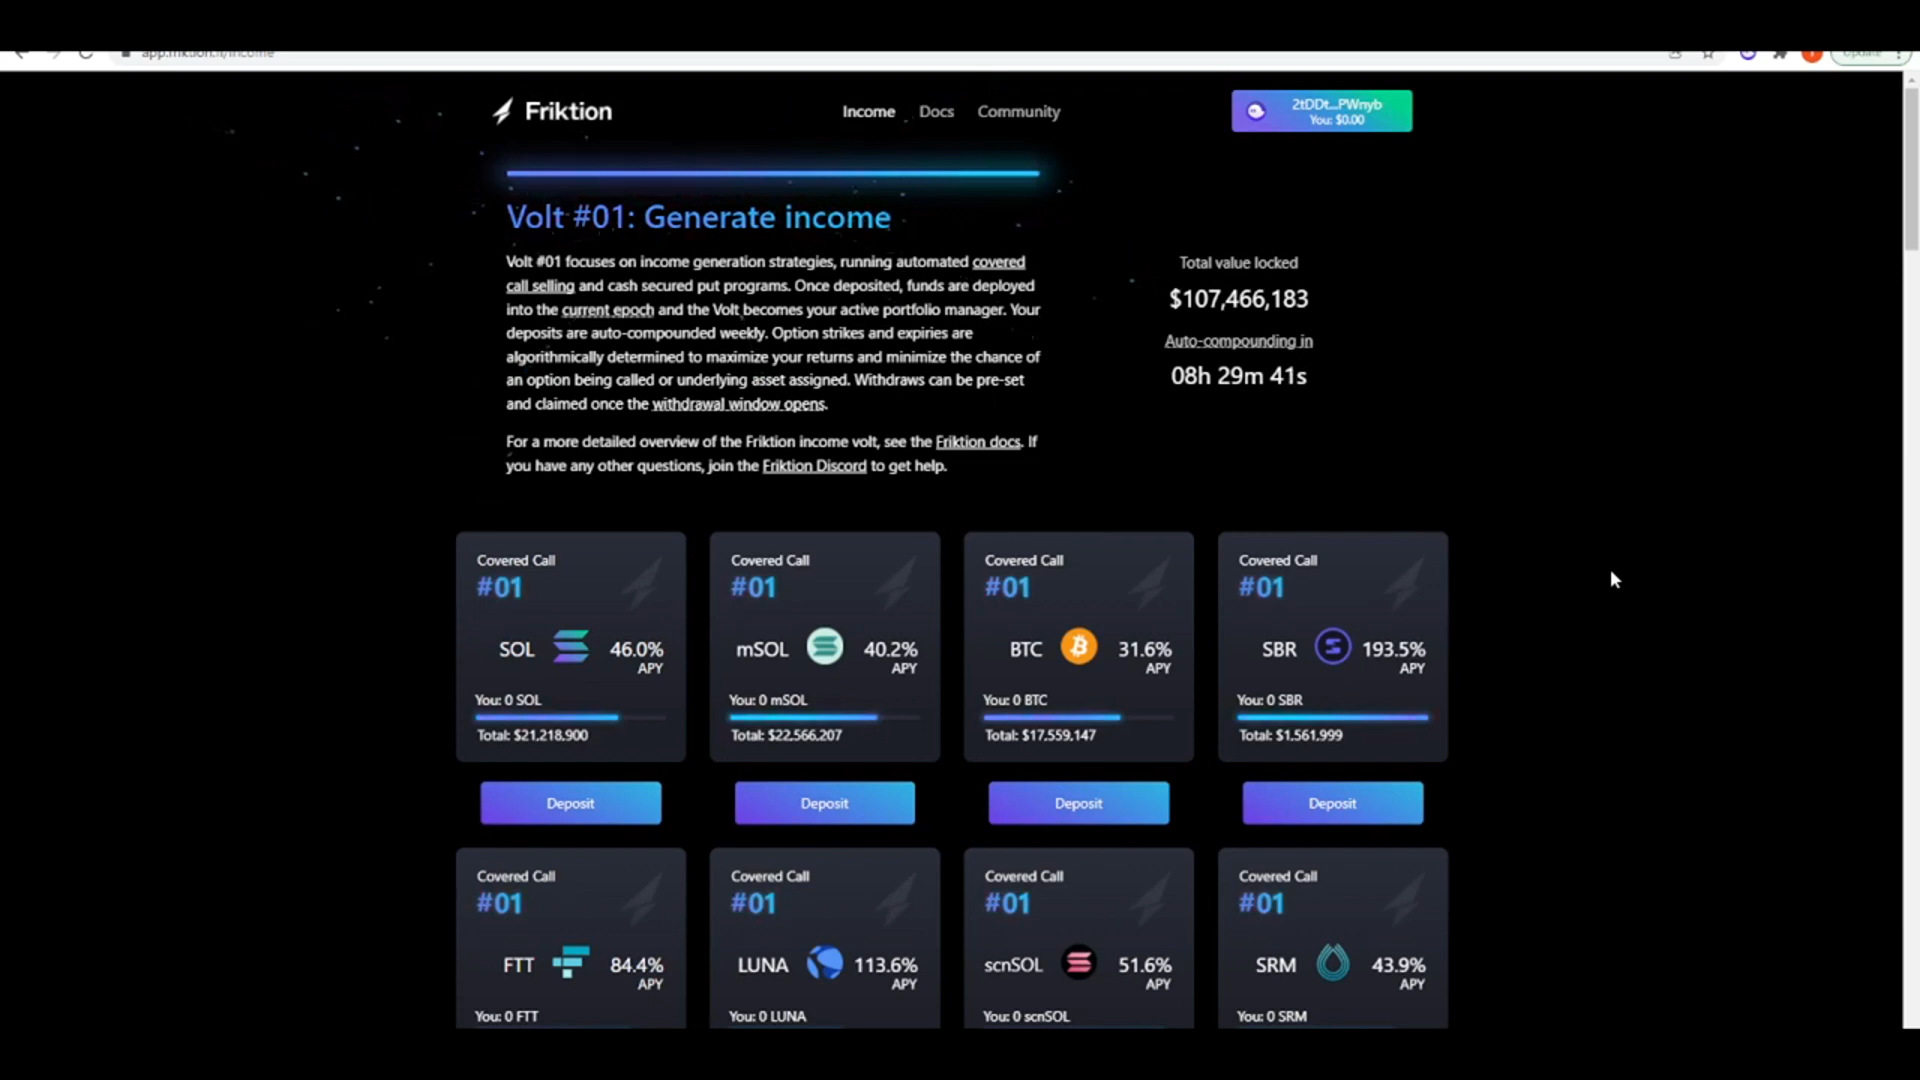 Friktion
Income Docs Community
2tDDt...PWnyb
You: $0.00
Volt #01: Generate income
Volt #01 focuses on income generation strategies, running automated covered
call selling and cash secured put programs. Once deposited, funds are deployed
into the current epoch and the Volt becomes your active portfolio manager. Your
deposits are auto-compounded weekly. Option strikes and expiries are
algorithmically determined to maximize your returns and minimize the chance of
an option being called or underlying asset assigned. Withdraws can be pre-set
and claimed once the withdrawal window opens.
For a more detailed overview of the Friktion income volt, see the Friktion docs. If
you have any other questions, join the Friktion Discord to get help.
Total value locked
$107,466,183
Auto-compounding in
08h 29m 41s
Covered Call
#01
SOL 46.0%
APY
You: 0 SOL
Total: $21,218,900
Deposit
Covered Call
#01
mSOL 40.2%
APY
You: 0 mSOL
Total: $22,566,207
Deposit
Covered Call
#01
BTC 31.6%
APY
You: 0 BTC
Total: $17,559,147
Deposit
Covered Call
#01
SBR 193.5%
APY
You: 0 SBR
Total: $1,561,999
Deposit
Covered Call
#01
FTT 84.4%
APY
You: 0 FTT
Covered Call
#01
LUNA 113.6%
APY
You: 0 LUNA
Covered Call
#01
scnSOL 51.6%
APY
You: 0 scnSOL
Covered Call
#01
SRM 43.9%
APY
You: 0 SRM